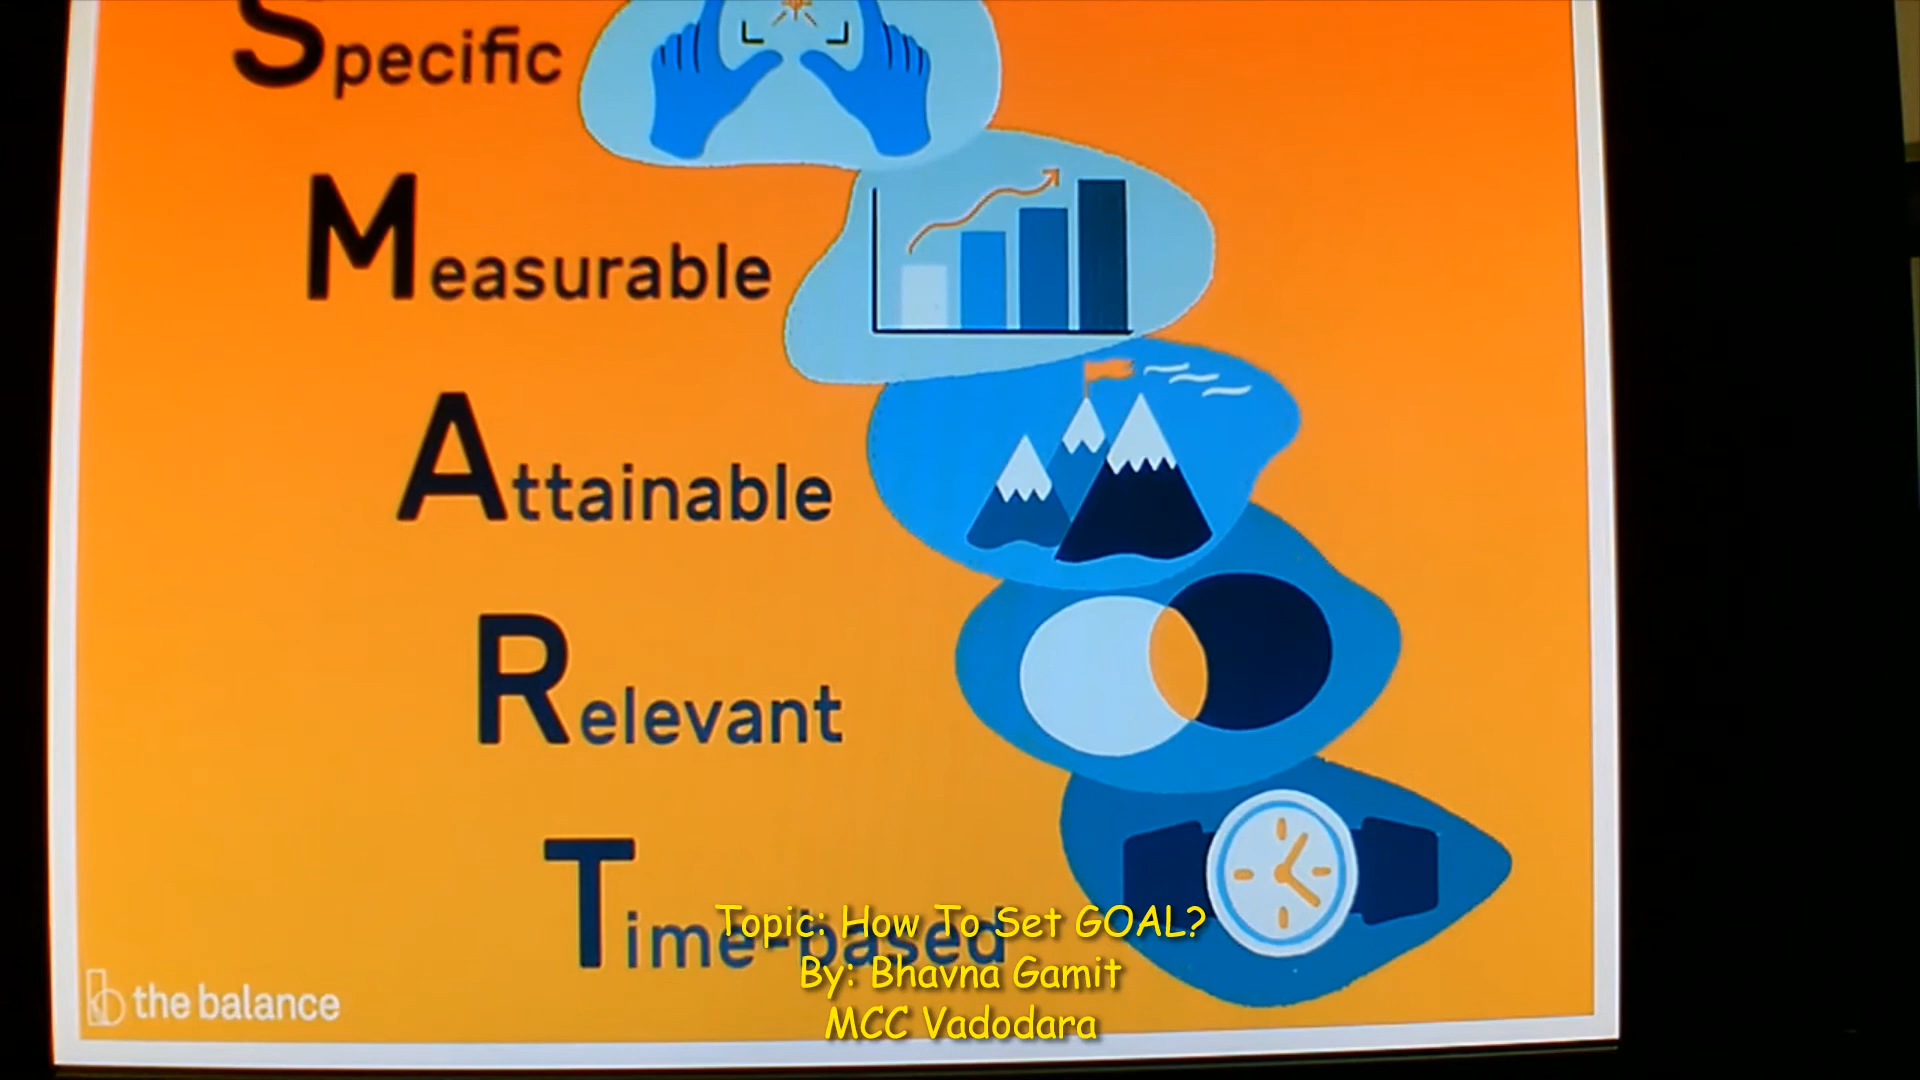 Specific
Measurable
Attainable
Relevant
Time-based
the balance
Topic: How To Set GOAL?
By: Bhavna Gamit
MCC Vadodara